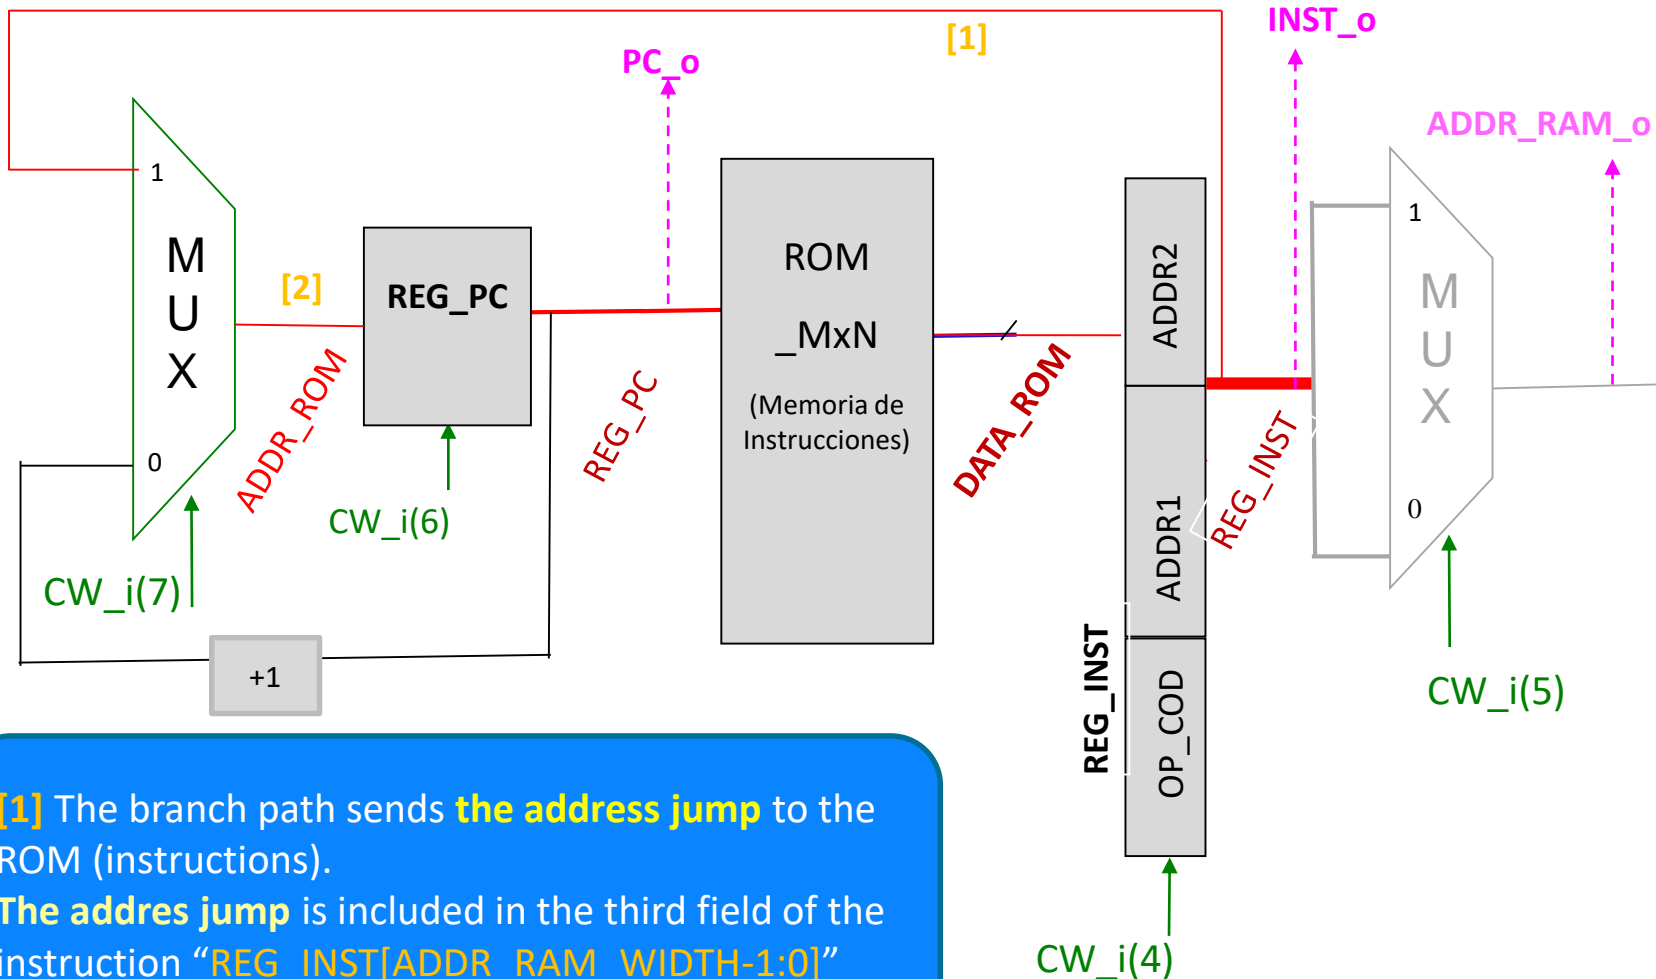 [1]
INST_o
PC_o
ADDR_RAM_o
1
MUX
0
[2]
ADDR_ROM
CW_i(7)
REG_PC
CW_i(6)
REG_PC
+1
ROM
_MxN
(Memoria de
Instrucciones)
DATA_ROM
ADDR2
ADDR1
OP_COD
REG_INST
REG_INST
CW_i(4)
1
MUX
0
CW_i(5)
[1] The branch path sends the address jump to the
ROM (instructions).
The addres jump is included in the third field of the
instruction “REG_INST[ADDR_RAM_WIDTH-1:0]”